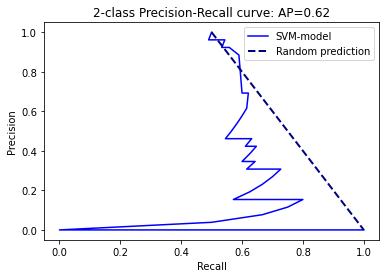 2-class Precision-Recall curve: AP=0.62
SVM-model
Random prediction
Precision
1.0
0.8
0.6
0.4
0.2
0.0
0.0 0.2 0.4 0.6 0.8 1.0
Recall